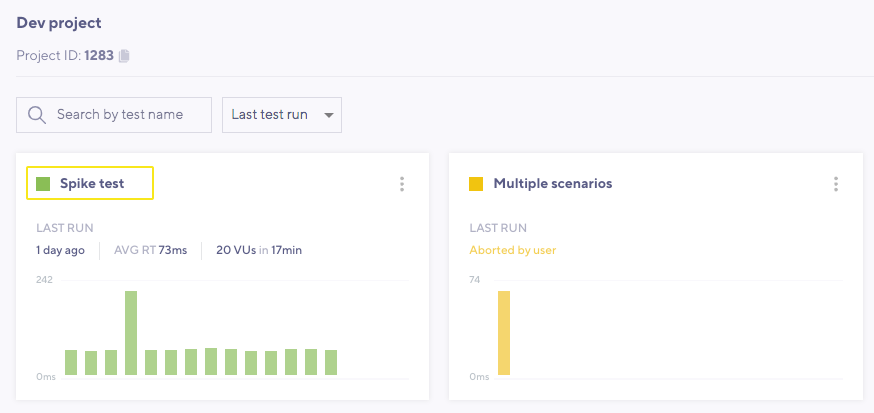 Dev project
Project ID: 1283
Search by test name
Last test run
Spike test
LAST RUN
1 day ago
AVG RT 73ms
20 VUs in 17min
242
0ms
Multiple scenarios
LAST RUN
Aborted by user
74
0ms